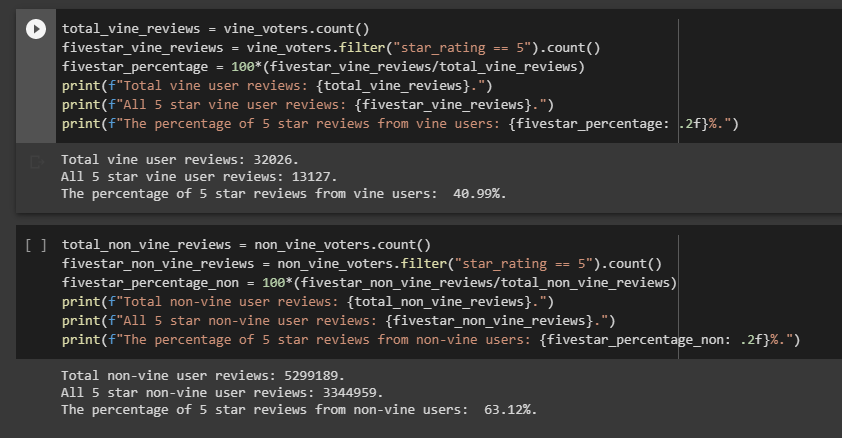 total_vine_reviews = vine_voters.count()
fivestar_vine_reviews = vine_voters.filter("star_rating == 5").count()
fivestar_percentage = 100*(fivestar_vine_reviews/total_vine_reviews)
print(f"Total vine user reviews: {total_vine_reviews}.")
print(f"All 5 star vine user reviews: {fivestar_vine_reviews}.")
print(f"The percentage of 5 star reviews from vine users: {fivestar_percentage: .2f}%.")
Total vine user reviews: 32026.
All 5 star vine user reviews: 13127.
The percentage of 5 star reviews from vine users:  40.99%.
[ ] total_non_vine_reviews = non_vine_voters.count()
fivestar_non_vine_reviews = non_vine_voters.filter("star_rating == 5").count()
fivestar_percentage_non = 100*(fivestar_non_vine_reviews/total_non_vine_reviews)
print(f"Total non-vine user reviews: {total_non_vine_reviews}.")
print(f"All 5 star non-vine user reviews: {fivestar_non_vine_reviews}.")
print(f"The percentage of 5 star reviews from non-vine users: {fivestar_percentage_non: .2f}%.")
Total non-vine user reviews: 5299189.
All 5 star non-vine user reviews: 3344959.
The percentage of 5 star reviews from non-vine users:  63.12%.